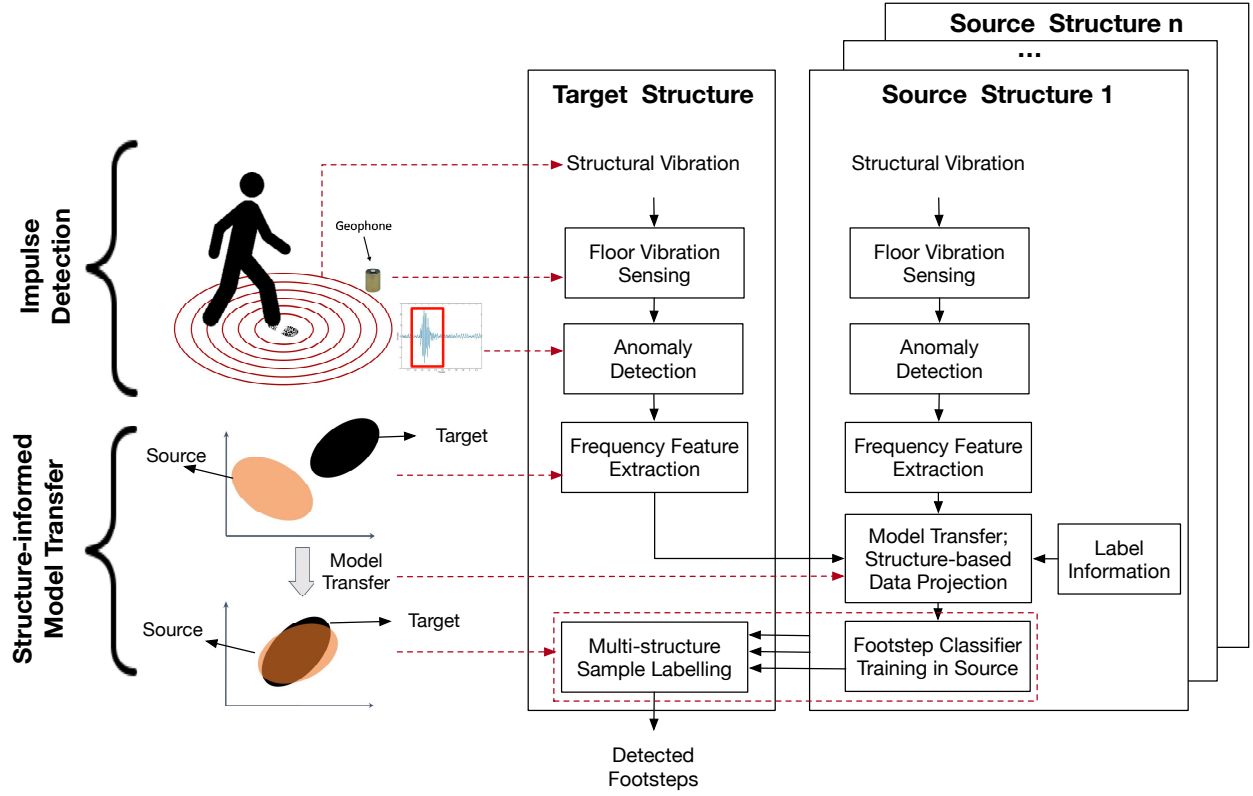 Source Structure n
...
Target Structure
Source Structure 1
Impulse
Detection
Geophone
Structural Vibration
Structural Vibration
Floor Vibration
Sensing
Floor Vibration
Sensing
Anomaly
Detection
Anomaly
Detection
Structure-informed
Model Transfer
Source
Target
Frequency Feature
Extraction
Frequency Feature
Extraction
Model
Transfer
Model Transfer;
Structure-based
Data Projection
Label
Information
Source
Target
Multi-structure
Sample Labelling
Footstep Classifier
Training in Source
Detected
Footsteps